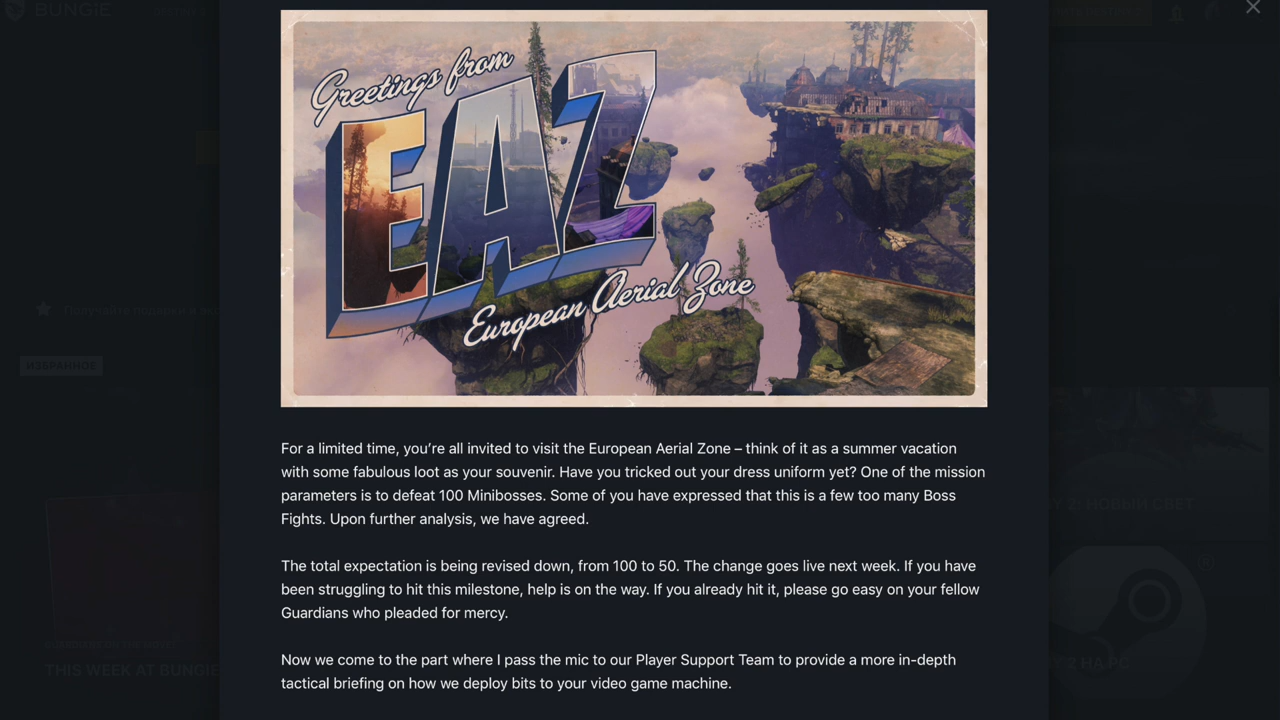 BUNGIE
Greetings from
EAZ
European Aerial Zone
For a limited time, you’re all invited to visit the European Aerial Zone – think of it as a summer vacation
with some fabulous loot as your souvenir. Have you tricked out your dress uniform yet? One of the mission
parameters is to defeat 100 Minibosses. Some of you have expressed that this is a few too many Boss
Fights. Upon further analysis, we have agreed.
The total expectation is being revised down, from 100 to 50. The change goes live next week. If you have
been struggling to hit this milestone, help is on the way. If you already hit it, please go easy on your fellow
Guardians who pleaded for mercy.
Now we come to the part where I pass the mic to our Player Support Team to provide a more in-depth
tactical briefing on how we deploy bits to your video game machine.
ИЗБРАННОЕ
THIS WEEK AT BUNGIE
2: НОВЫЙ СВЕТ
2 НА PC